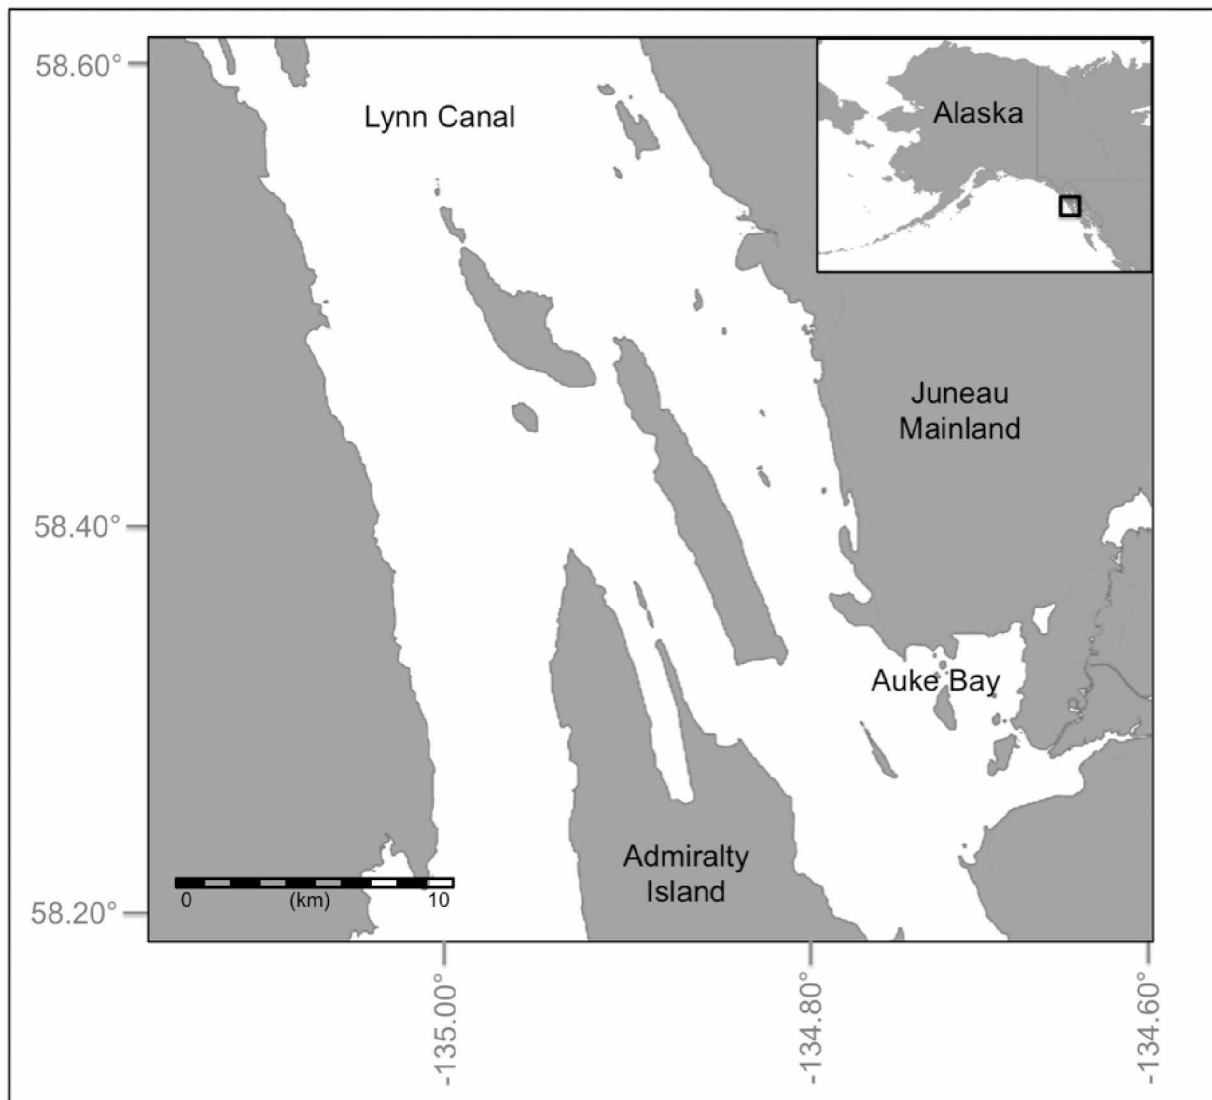 58.60°
Lynn Canal
Alaska
Juneau
Mainland
58.40°
Auke Bay
Admiralty
Island
0 (km) 10
58.20°
-135.00°
-134.80°
-134.60°